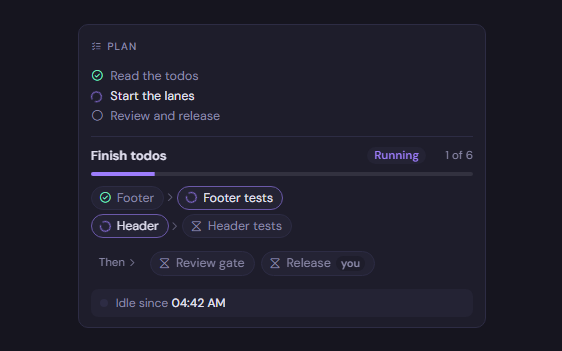 PLAN
Read the todos
Start the lanes
Review and release
Finish todos Running 1 of 6
Footer Footer tests
Header Header tests
Then Review gate Release you
Idle since 04:42 AM